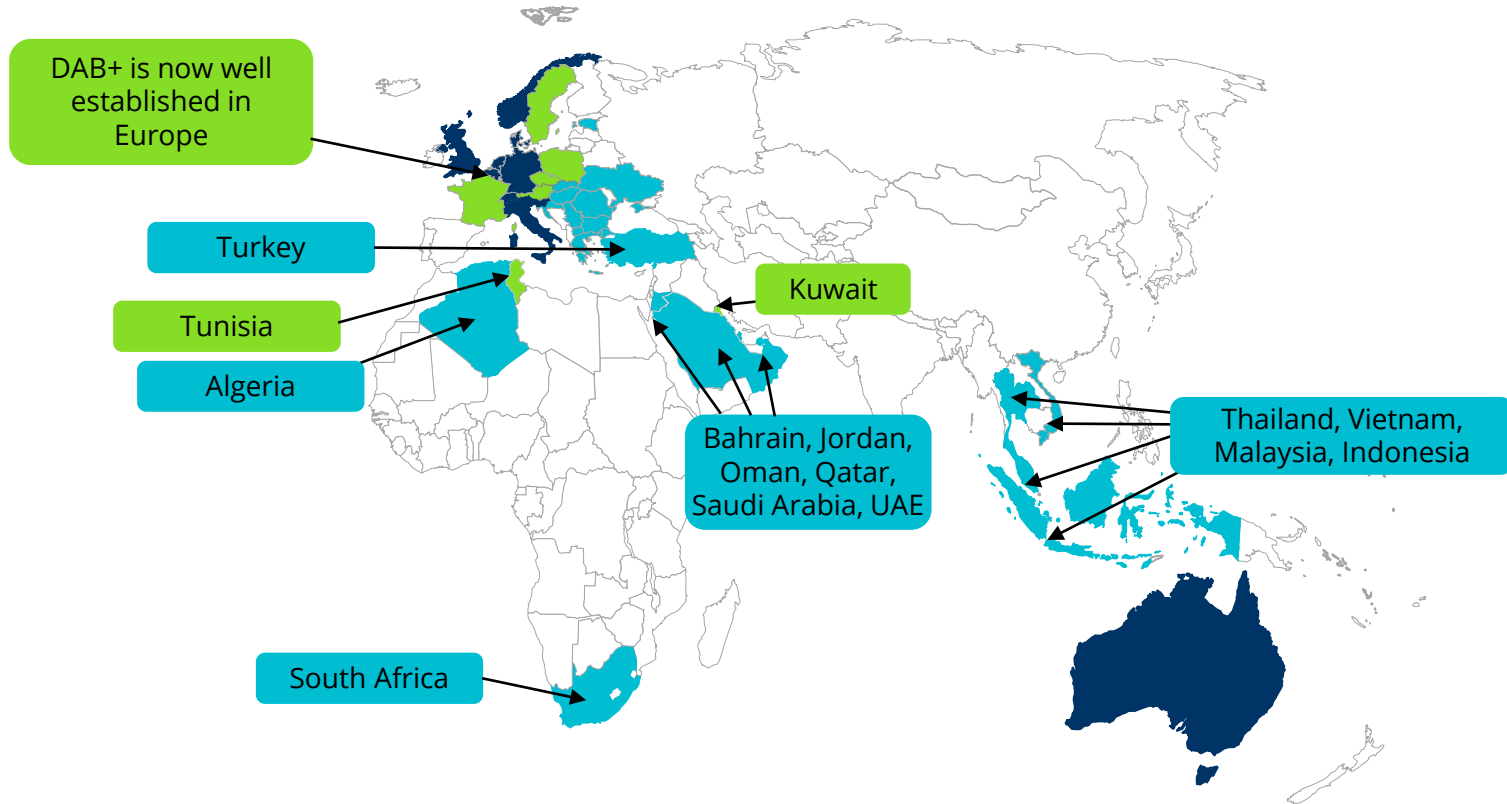 DAB+ is now well
established in
Europe
Turkey
Tunisia
Algeria
Kuwait
Bahrain, Jordan,
Oman, Qatar,
Saudi Arabia, UAE
Thailand, Vietnam,
Malaysia, Indonesia
South Africa